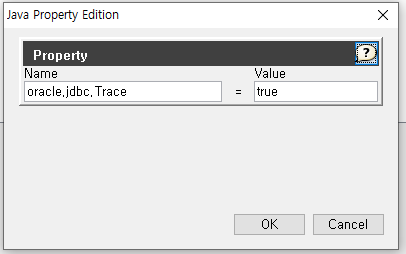 Java Property Edition
Property
?
Name
Value
oracle.jdbc.Trace
=
true
OK
Cancel